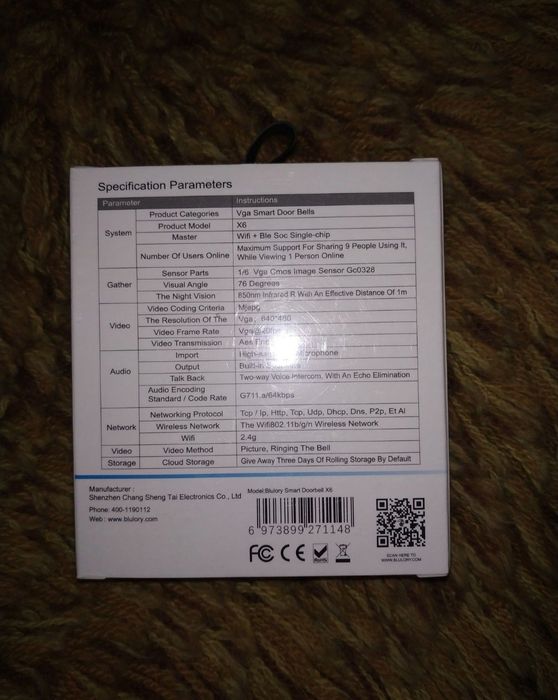 Specification Parameters
Parameter Instructions
System Product Categories Vga Smart Door Bells
Product Model X6
Master Wifi + Ble Soc Single-chip
Number Of Users Online Maximum Support For Sharing 9 People Using It,
While Viewing 1 Person Online
Gather Sensor Parts 1/6 Vga Cmos Image Sensor Gc0328
Visual Angle 76 Degrees
The Night Vision 850nm Infrared R With An Effective Distance Of 1m
Video Video Coding Criteria Mjepg
The Resolution Of The Vga, 640*480
Video Frame Rate
Video Transmission Aes
Audio Import Microphone
Output Built-in
Talk Back Two-way Voice Intercom, With An Echo Elimination
Audio Encoding
Standard / Code Rate G711.a/64kbps
Network Networking Protocol Tcp / Ip, Http, Tcp, Udp, Dhcp, Dns, P2p, Et Al
Wireless Network The Wifi802.11b/g/n Wireless Network
Wifi 2.4g
Video Video Method Picture, Ringing The Bell
Storage Cloud Storage Give Away Three Days Of Rolling Storage By Default
Manufacturer :
Shenzhen Chang Sheng Tai Electronics Co., Ltd
Phone: 400-1190112
Web : www.blulory.com
Model:Blulory Smart Doorbell X6
6 973899 271148
FC CE
SCAN HERE TO
WWW.BLULORY.COM